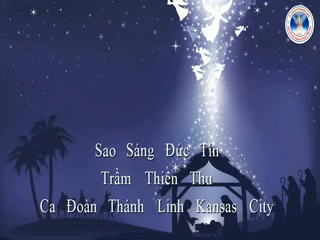 Sao Sáng Đức Tin
Trầm Thiên Thu
Ca Đoàn Thánh Linh Kansas City